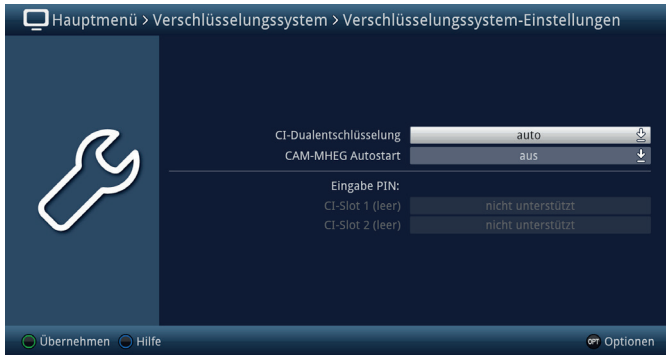 Hauptmenü > Verschlüsselungssystem > Verschlüsselungssystem-Einstellungen
CI-Dualentschlüsselung auto
CAM-MHEG Autostart aus
Eingabe PIN:
CI-Slot 1 (leer) nicht unterstützt
CI-Slot 2 (leer) nicht unterstützt
Übernehmen Hilfe OPT Optionen